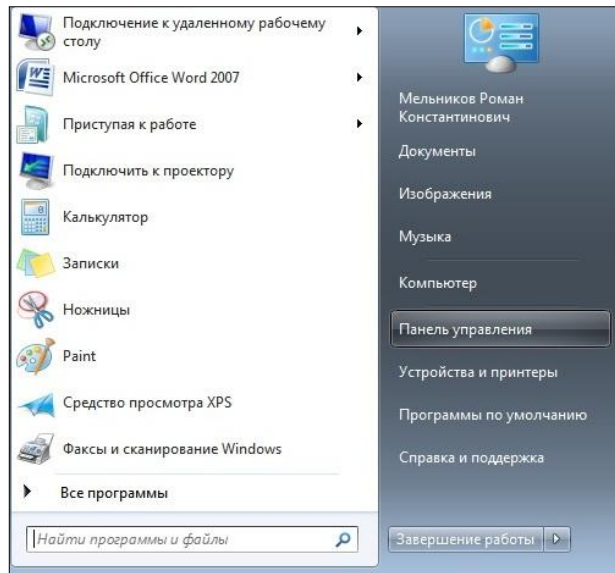 Подключение к удаленному рабочему
столу
Microsoft Office Word 2007
Приступая к работе
Подключить к проектору
Калькулятор
Записки
Ножницы
Paint
Средство просмотра XPS
Факсы и сканирование Windows
Все программы
Найти программы и файлы
Мельников Роман
Константинович
Документы
Изображения
Музыка
Компьютер
Панель управления
Устройства и принтеры
Программы по умолчанию
Справка и поддержка
Завершение работы